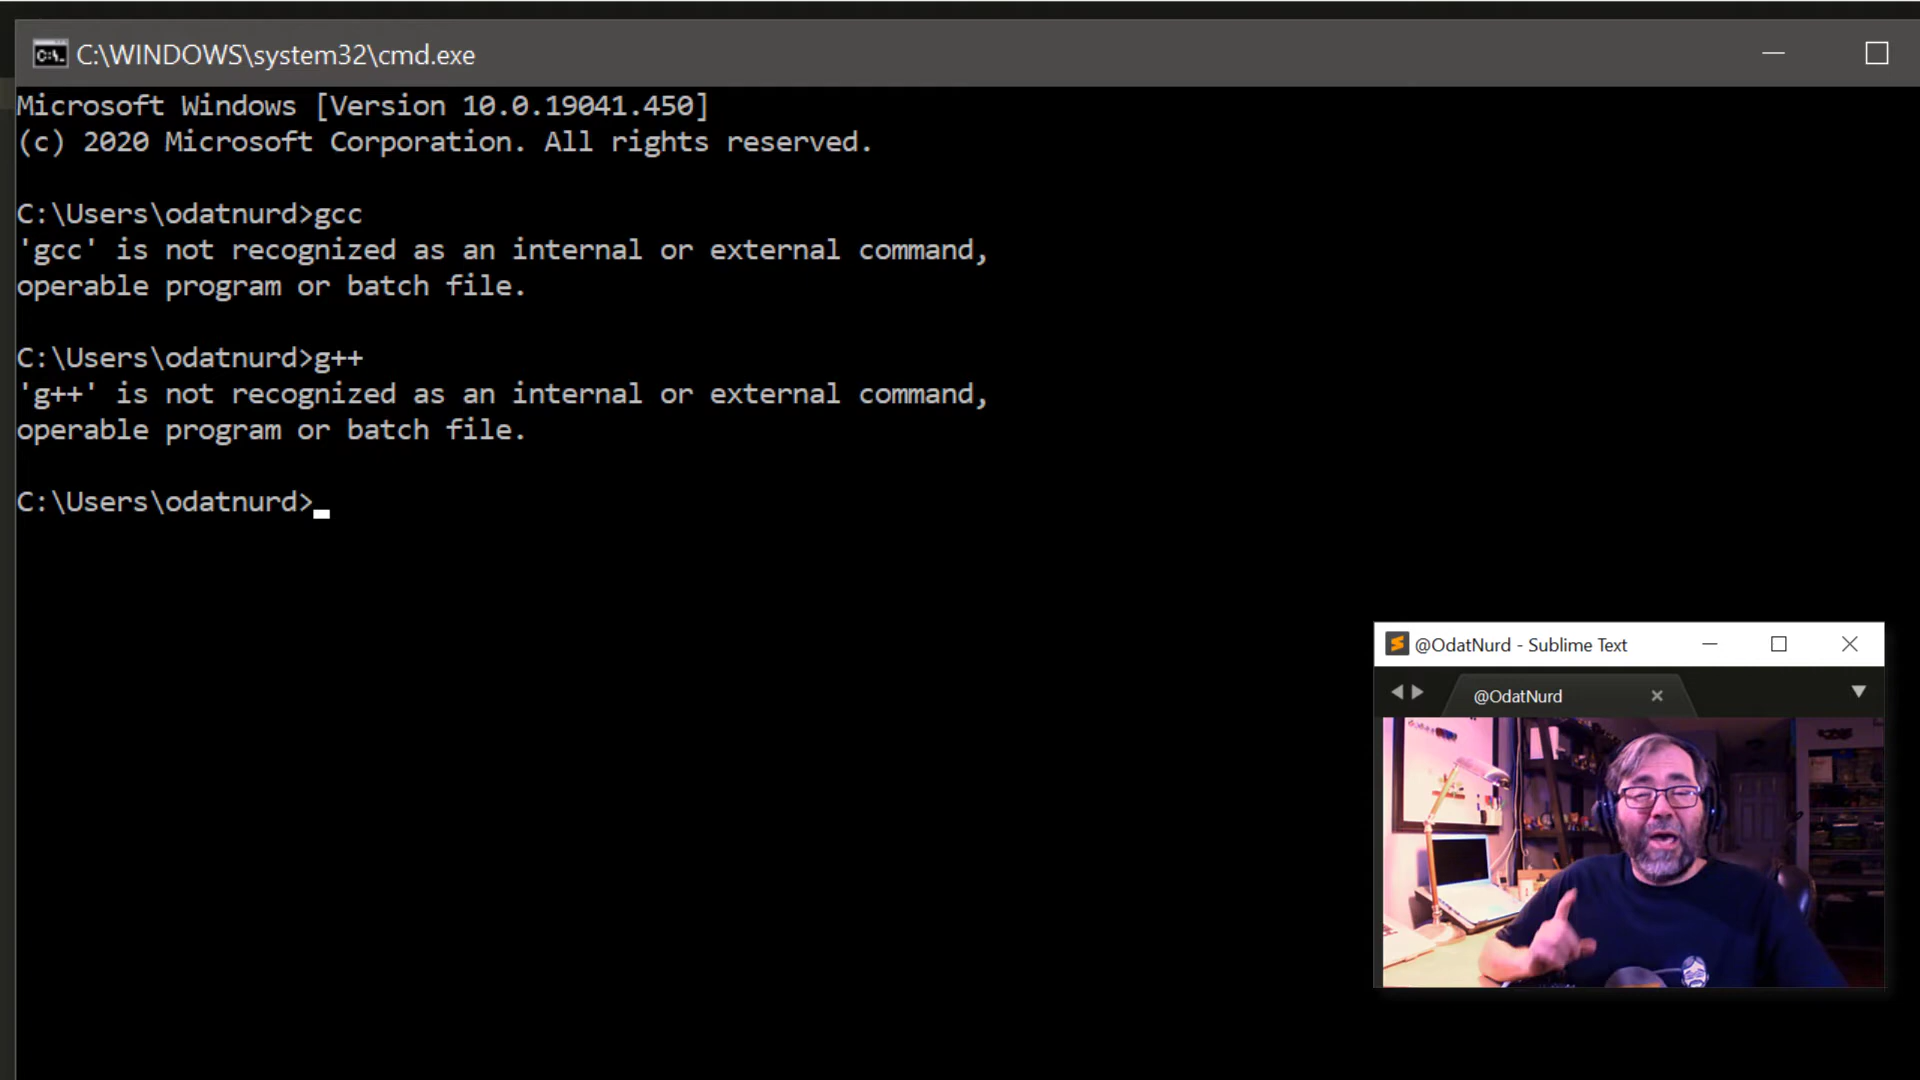 C:\WINDOWS\system32\cmd.exe
Microsoft Windows [Version 10.0.19041.450]
(c) 2020 Microsoft Corporation. All rights reserved.
C:\Users\odatnurd>gcc
'gcc' is not recognized as an internal or external command,
operable program or batch file.
C:\Users\odatnurd>g++
'g++' is not recognized as an internal or external command,
operable program or batch file.
C:\Users\odatnurd>
@OdatNurd - Sublime Text
@OdatNurd